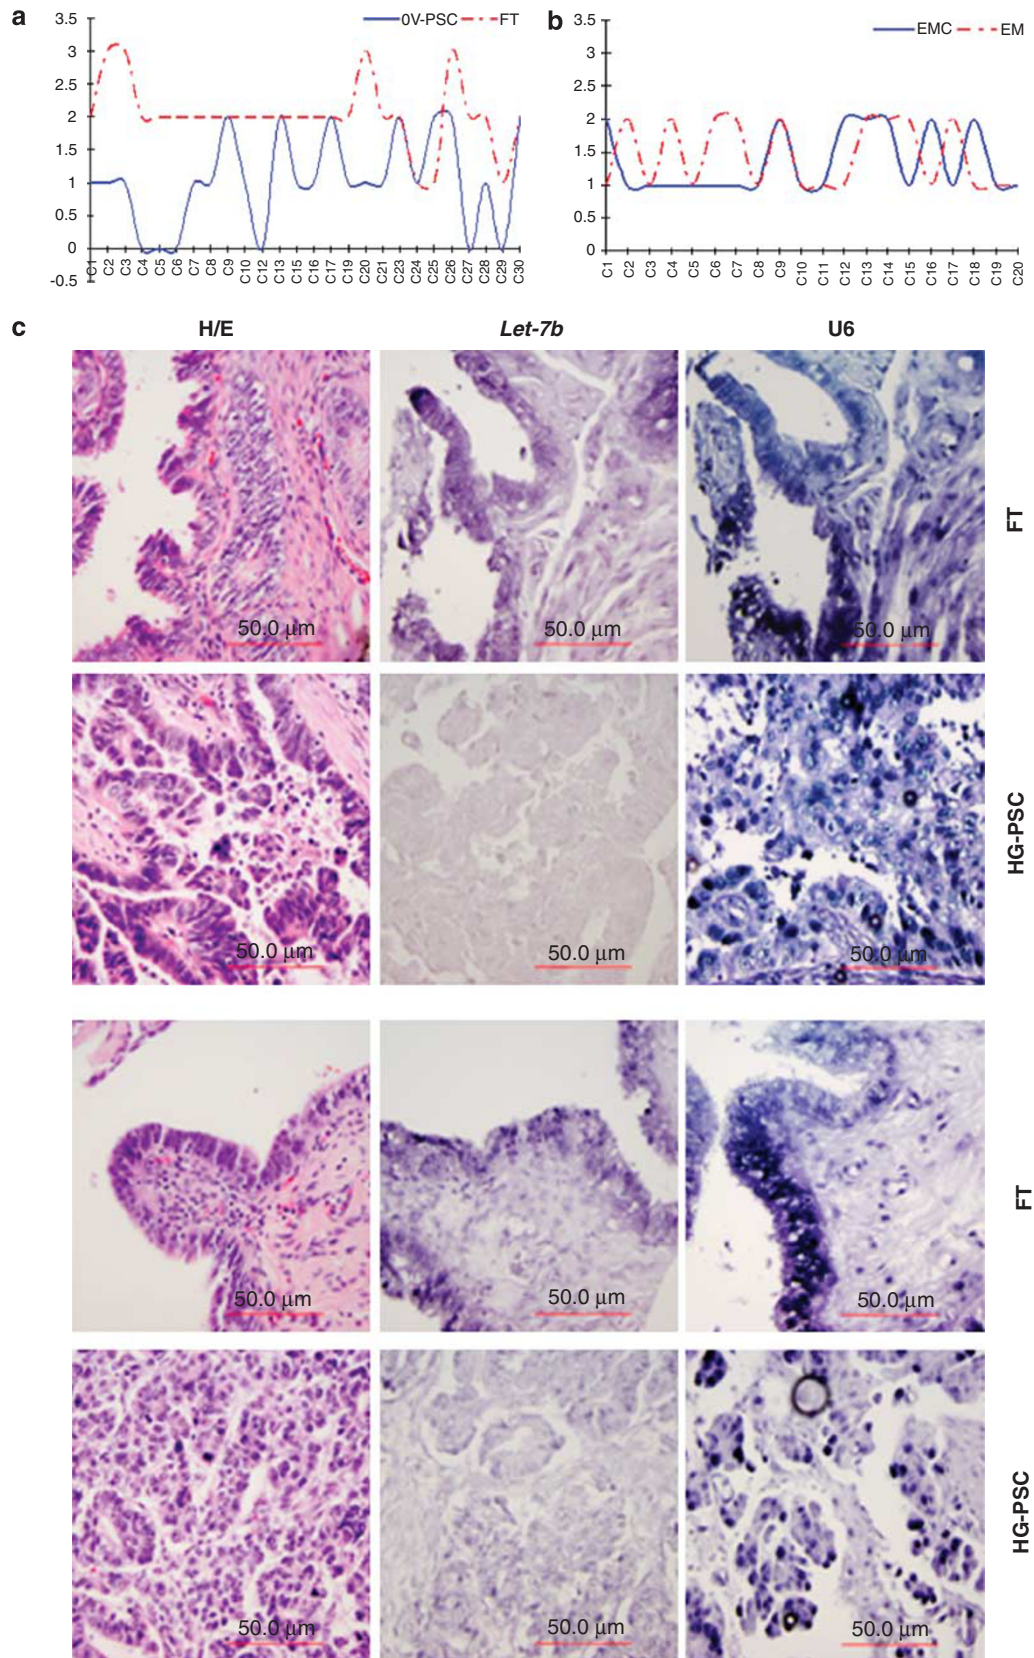 a
3.5
3
2.5
2
1.5
1
0.5
0
-0.5
0V-PSC FT
C1 C2 C3 C4 C5 C6 C7 C8 C9 C10 C12 C13 C15 C16 C17 C19 C20 C21 C23 C24 C25 C26 C27 C28 C29 C30
b
3.5
3
2.5
2
1.5
1
0.5
0
EMC EM
C1 C2 C3 C4 C5 C6 C7 C8 C9 C10 C11 C12 C13 C14 C15 C16 C17 C18 C19 C20
c
H/E Let-7b U6
50.0 μm 50.0 μm 50.0 μm
FT
50.0 μm 50.0 μm 50.0 μm
HG-PSC
50.0 μm 50.0 μm 50.0 μm
FT
50.0 μm 50.0 μm 50.0 μm
HG-PSC